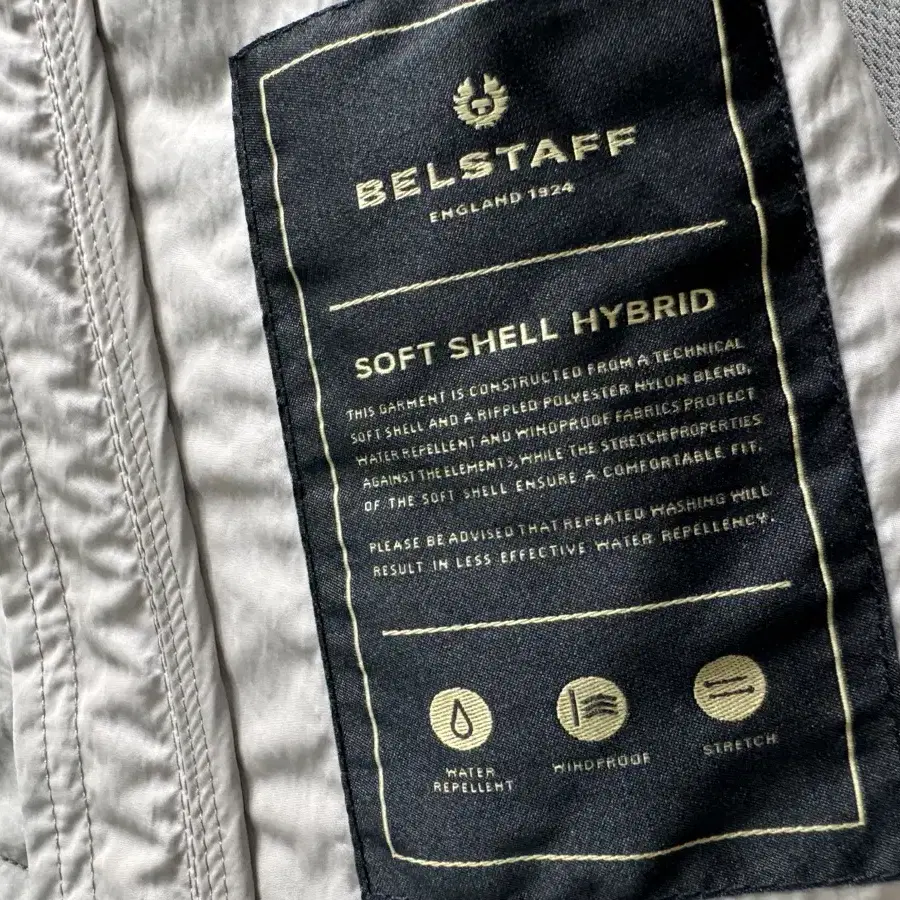 BELSTAFF
ENGLAND 1924
SOFT SHELL HYBRID
THIS GARMENT IS CONSTRUCTED FROM A TECHNICAL
SOFT SHELL AND A RIPPLED POLYESTER NYLON BLEND,
WATER REPELLENT AND WINDPROOF FABRICS PROTECT
AGAINST THE ELEMENTS, WHILE THE STRETCH PROPERTIES
OF THE SOFT SHELL ENSURE A COMFORTABLE FIT.
PLEASE BE ADVISED THAT REPEATED WASHING WILL
RESULT IN LESS EFFECTIVE WATER REPELLENCY.
WATER
REPELLENT
WINDPROOF
STRETCH